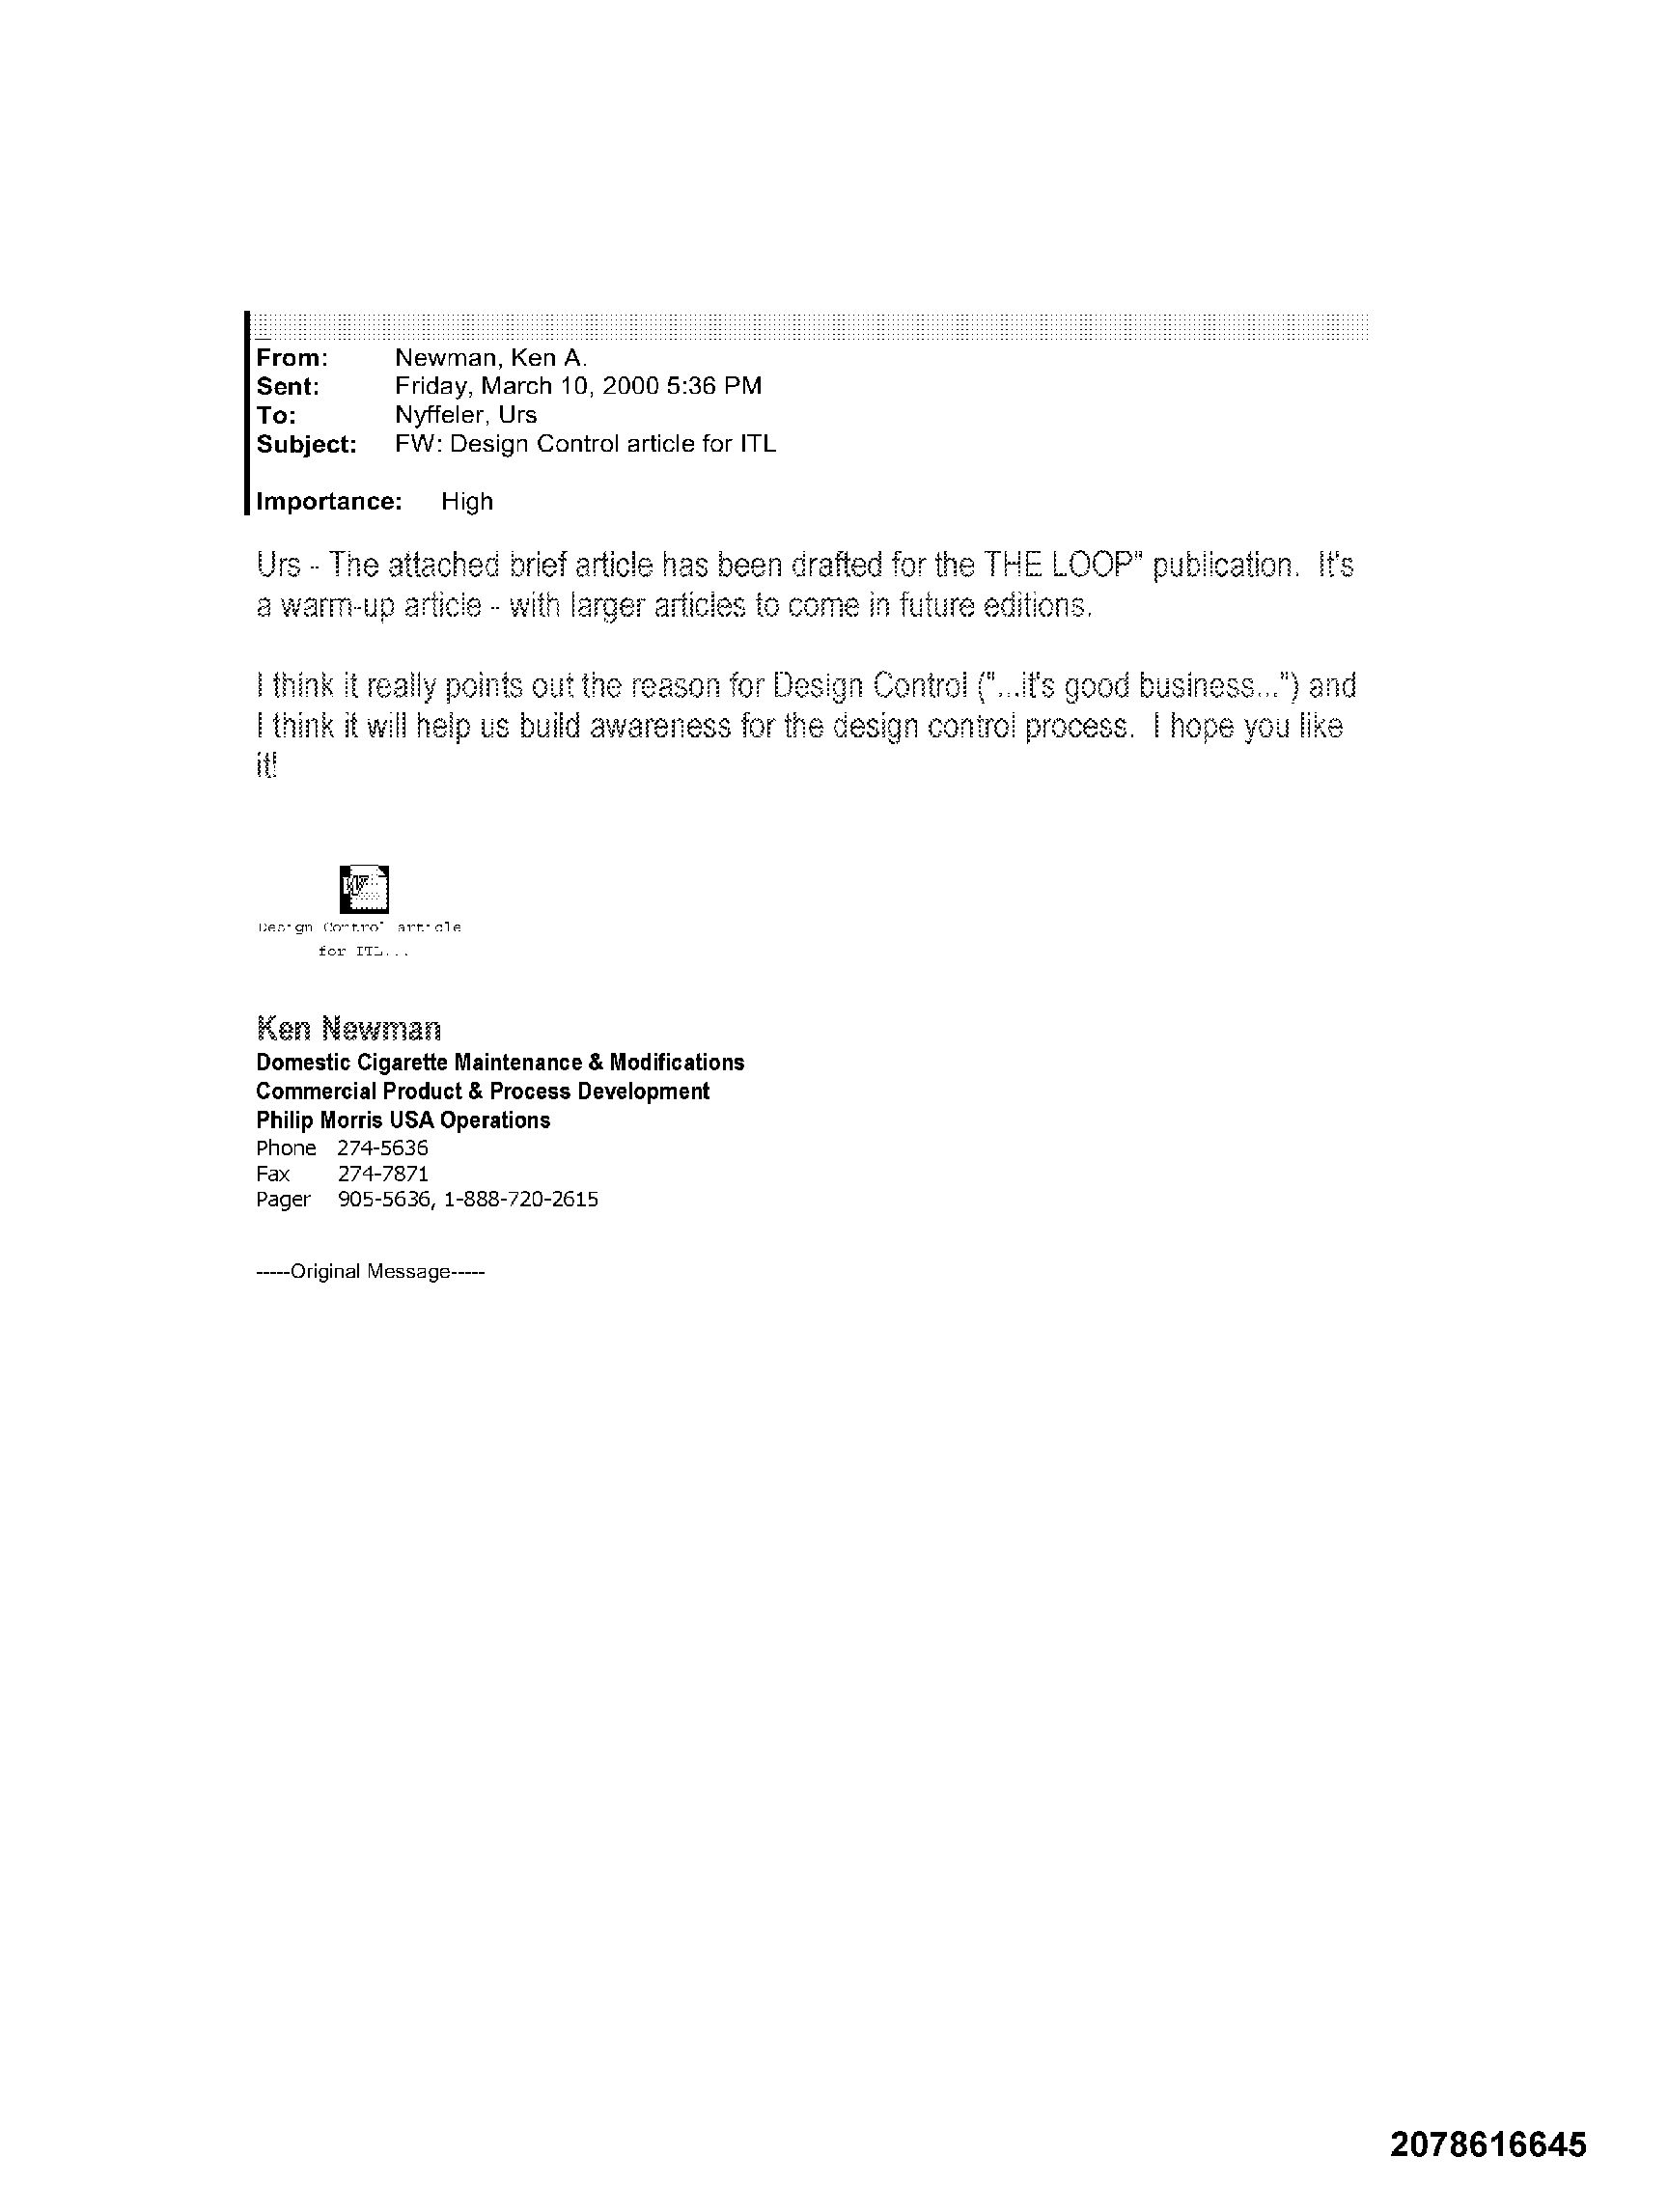 From: Newman, Ken A.
Sent: Friday, March 10, 2000 5:36 PM
To: Nyffeler, Urs
Subject: FW: Design Control article for ITL
Importance: High
Urs -- The attached brief article has been drafted for the THE LOOP" publication. It's
a warm-up article -- with larger articles to come in future editions.
I think it really points out the reason for Design Control ("...it's good business...") and
I think it will help us build awareness for the design control process. I hope you like
it!
Design Control article
for ITL...
Ken Newman
Domestic Cigarette Maintenance & Modifications
Commercial Product & Process Development
Philip Morris USA Operations
Phone 274-5636
Fax 274-7871
Pager 905-5636, 1-888-720-2615
-----Original Message-----
2078616645